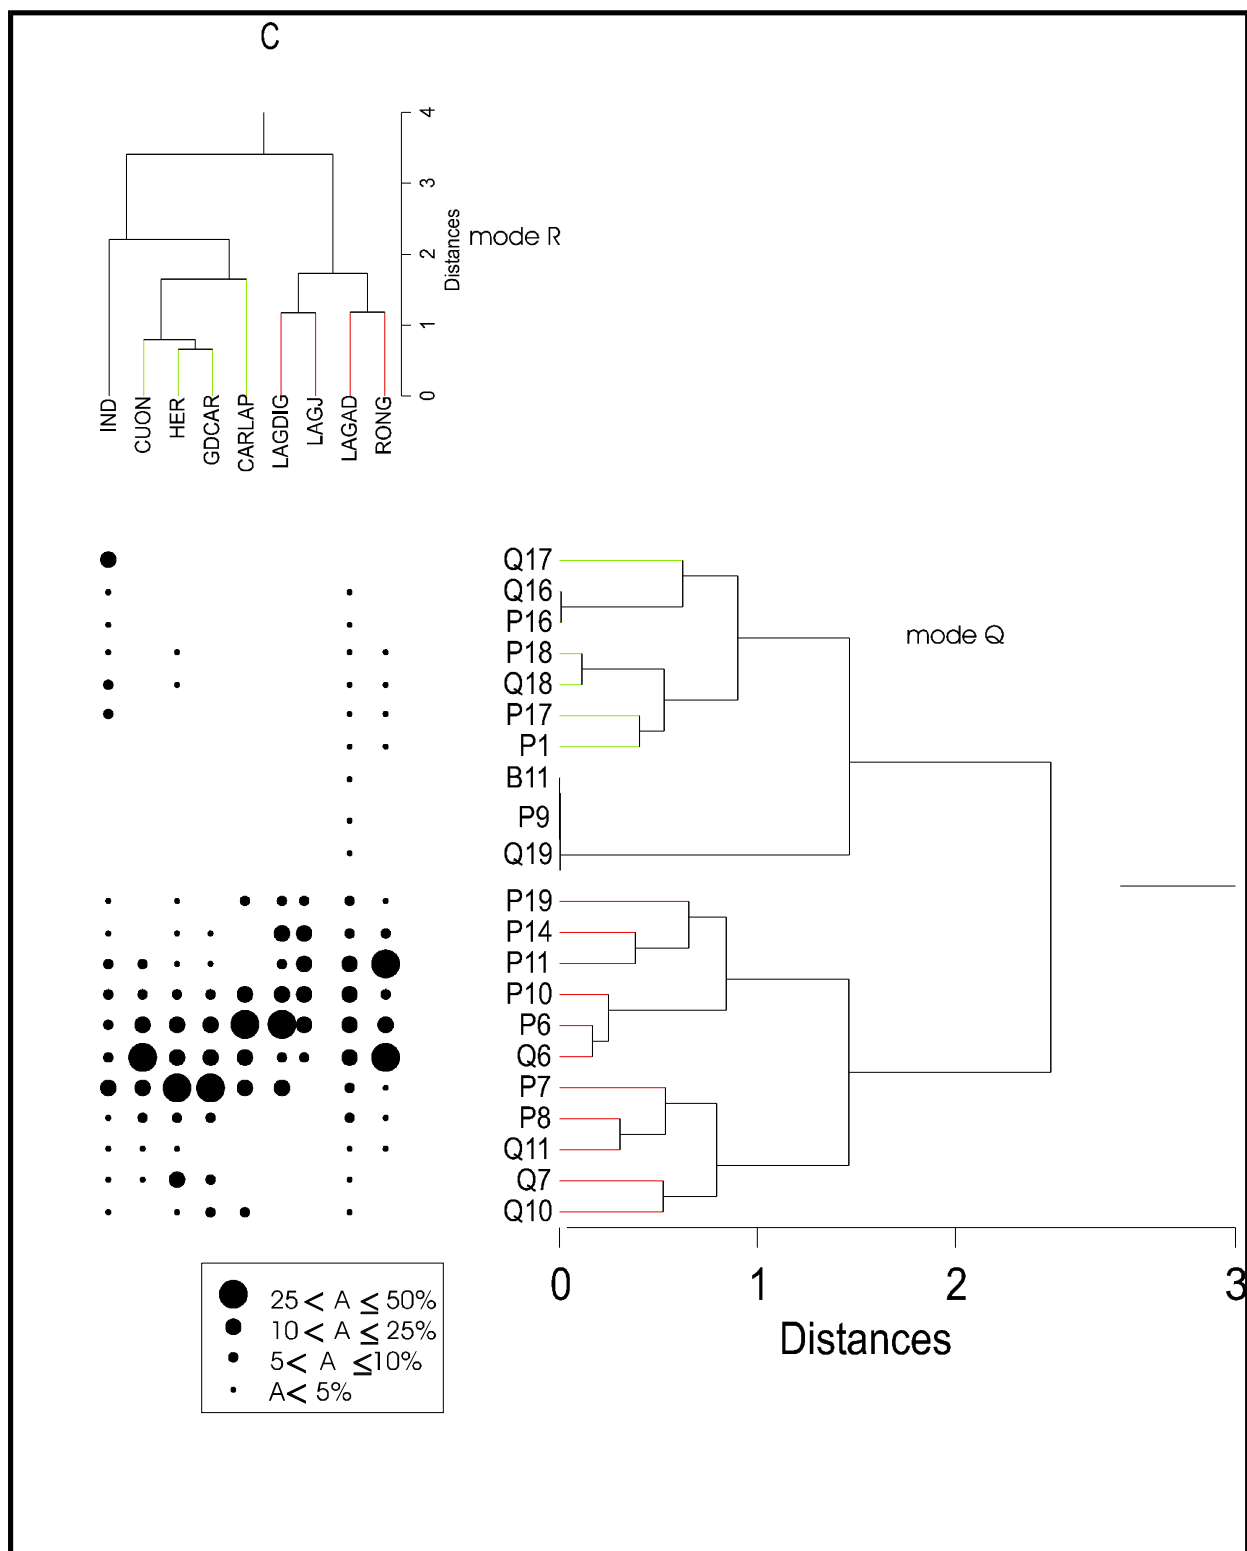 C
4
3
2
1
0
Distances
mode R
IND
CUON
HER
GDCAR
CARLAP
LAGDIG
LAGJ
LAGAD
RONG
Q17
Q16
P16
P18
Q18
P17
P1
B11
P9
Q19
P19
P14
P11
P10
P6
Q6
P7
P8
Q11
Q7
Q10
mode Q
0 1 2 3
Distances
25 < A ≤ 50%
10 < A ≤ 25%
5 < A ≤ 10%
A < 5%